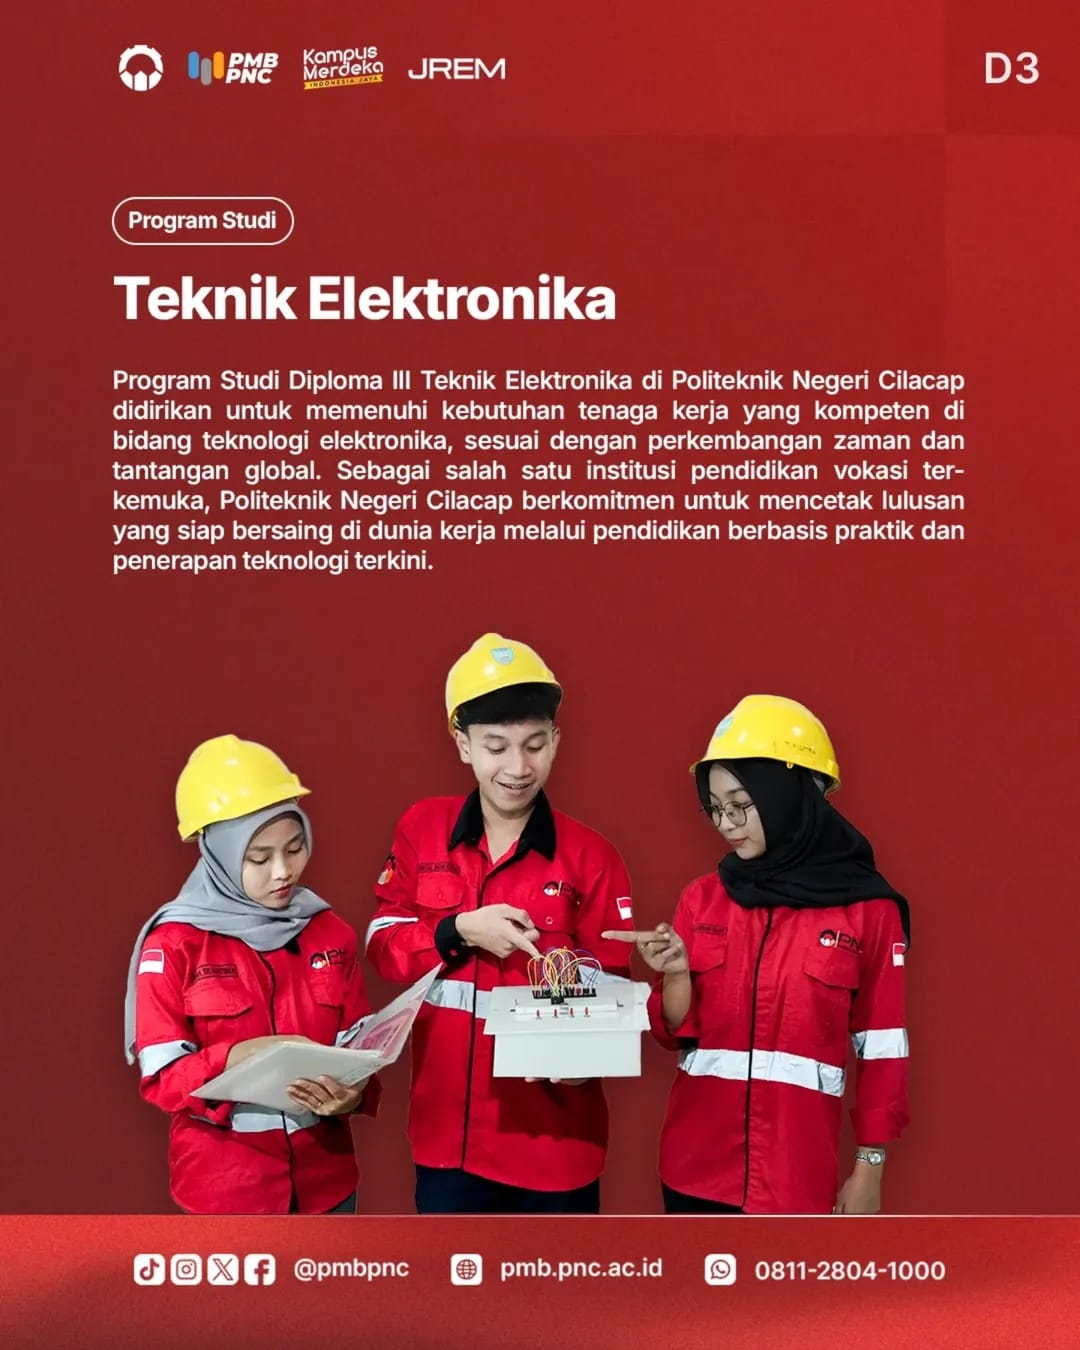 PMB
PNC
Kampus
Merdeka
INDONESIA JAYA
JREM
D3
Program Studi
Teknik Elektronika
Program Studi Diploma III Teknik Elektronika di Politeknik Negeri Cilacap
didirikan untuk memenuhi kebutuhan tenaga kerja yang kompeten di
bidang teknologi elektronika, sesuai dengan perkembangan zaman dan
tantangan global. Sebagai salah satu institusi pendidikan vokasi ter-
kemuka, Politeknik Negeri Cilacap berkomitmen untuk mencetak lulusan
yang siap bersaing di dunia kerja melalui pendidikan berbasis praktik dan
penerapan teknologi terkini.
@pmbpnc
pmb.pnc.ac.id
0811-2804-1000